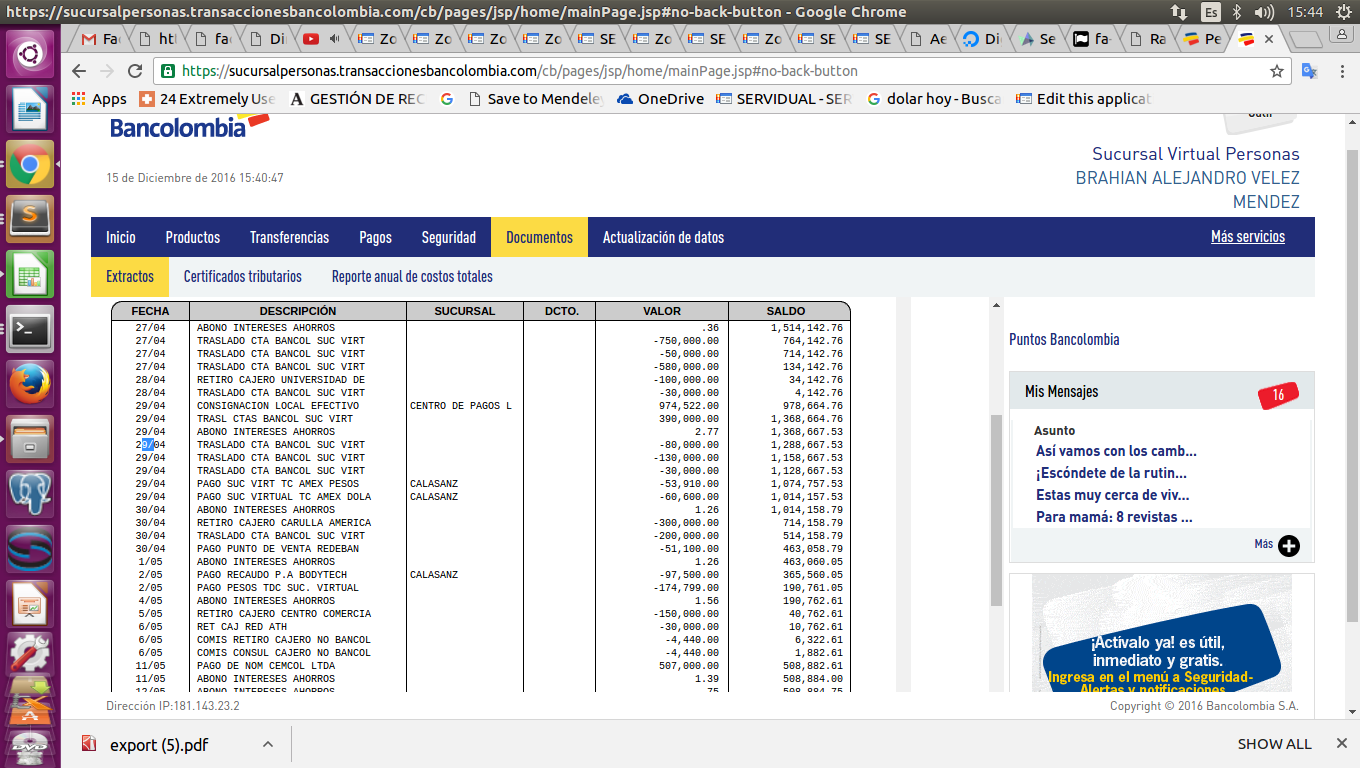 https://sucursalpersonas.transaccionesbancolombia.com/cb/pages/jsp/home/mainPage.jsp#no-back-button - Google Chrome
Es 15:44
Fac htt fac Di Zo Zo Zo Zo SE Zo SE Zo SE SE Ae Di Se fa- Ra Pe
https://sucursalpersonas.transaccionesbancolombia.com/cb/pages/jsp/home/mainPage.jsp#no-back-button
Apps 24 Extremely Use GESTIÓN DE REC Save to Mendeley OneDrive SERVIDUAL - SER dolar hoy - Busca Edit this applicat
Bancolombia
Sucursal Virtual Personas
15 de Diciembre de 2016 15:40:47
BRAHIAN ALEJANDRO VELEZ
MENDEZ
Inicio Productos Transferencias Pagos Seguridad Documentos Actualización de datos Más servicios
Extractos Certificados tributarios Reporte anual de costos totales
FECHA DESCRIPCIÓN SUCURSAL DCTO. VALOR SALDO
27/04 ABONO INTERESES AHORROS .36 1,514,142.76
27/04 TRASLADO CTA BANCOL SUC VIRT -750,000.00 764,142.76
27/04 TRASLADO CTA BANCOL SUC VIRT -50,000.00 714,142.76
27/04 TRASLADO CTA BANCOL SUC VIRT -580,000.00 134,142.76
28/04 RETIRO CAJERO UNIVERSIDAD DE -100,000.00 34,142.76
28/04 TRASLADO CTA BANCOL SUC VIRT -30,000.00 4,142.76
29/04 CONSIGNACION LOCAL EFECTIVO CENTRO DE PAGOS L 974,522.00 978,664.76
29/04 TRASL CTAS BANCOL SUC VIRT 390,000.00 1,368,664.76
29/04 ABONO INTERESES AHORROS 2.77 1,368,667.53
29/04 TRASLADO CTA BANCOL SUC VIRT -80,000.00 1,288,667.53
29/04 TRASLADO CTA BANCOL SUC VIRT -130,000.00 1,158,667.53
29/04 TRASLADO CTA BANCOL SUC VIRT -30,000.00 1,128,667.53
29/04 PAGO SUC VIRT TC AMEX PESOS CALASANZ -53,910.00 1,074,757.53
29/04 PAGO SUC VIRTUAL TC AMEX DOLA CALASANZ -60,600.00 1,014,157.53
30/04 ABONO INTERESES AHORROS 1.26 1,014,158.79
30/04 RETIRO CAJERO CARULLA AMERICA -300,000.00 714,158.79
30/04 TRASLADO CTA BANCOL SUC VIRT -200,000.00 514,158.79
30/04 PAGO PUNTO DE VENTA REDEBAN -51,100.00 463,058.79
1/05 ABONO INTERESES AHORROS 1.26 463,060.05
2/05 PAGO RECAUDO P.A BODYTECH CALASANZ -97,500.00 365,560.05
2/05 PAGO PESOS TDC SUC. VIRTUAL -174,799.00 190,761.05
4/05 ABONO INTERESES AHORROS 1.56 190,762.61
5/05 RETIRO CAJERO CENTRO COMERCIA -150,000.00 40,762.61
6/05 RET CAJ RED ATH -30,000.00 10,762.61
6/05 COMIS RETIRO CAJERO NO BANCOL -4,440.00 6,322.61
6/05 COMIS CONSUL CAJERO NO BANCOL -4,440.00 1,882.61
11/05 PAGO DE NOM CEMCOL LTDA 507,000.00 508,882.61
11/05 ABONO INTERESES AHORROS 1.39 508,884.00
12/05 ABONO INTERESES AHORROS .75 508,884.75
Puntos Bancolombia
Mis Mensajes 16
Asunto
Así vamos con los camb...
¡Escóndete de la rutin...
Estas muy cerca de viv...
Para mamá: 8 revistas ...
Más
¡Actívalo ya! es útil,
inmediato y gratis.
Ingresa en el menú a Seguridad-
Alertas y notificaciones
Dirección IP:181.143.23.2 Copyright © 2016 Bancolombia S.A.
export (5).pdf SHOW ALL